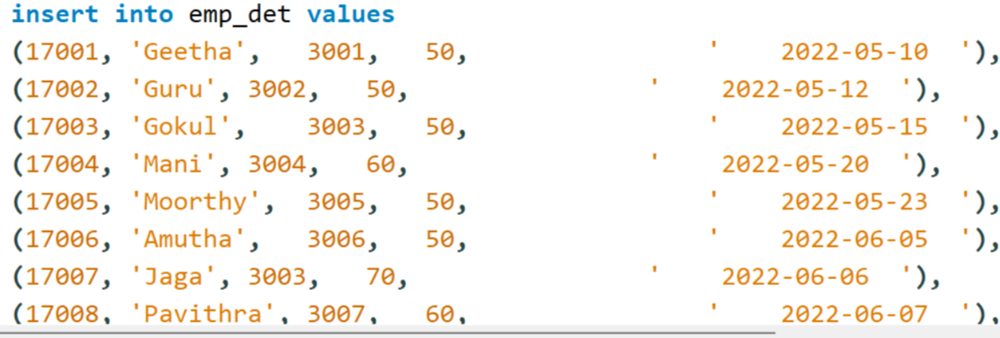 insert into emp_det values
(17001, 'Geetha',   3001,   50,                ' 	2022-05-10  '),
(17002, 'Guru', 3002,   50,                ' 	2022-05-12  '),
(17003, 'Gokul',    3003,   50,                ' 	2022-05-15  '),
(17004, 'Mani', 3004,   60,                ' 	2022-05-20  '),
(17005, 'Moorthy',  3005,   50,                ' 	2022-05-23  '),
(17006, 'Amutha',   3006,   50,                ' 	2022-06-05  '),
(17007, 'Jaga', 3003,   70,                ' 	2022-06-06  '),
(17008, 'Pavithra', 3007,   60,                ' 	2022-06-07  '),